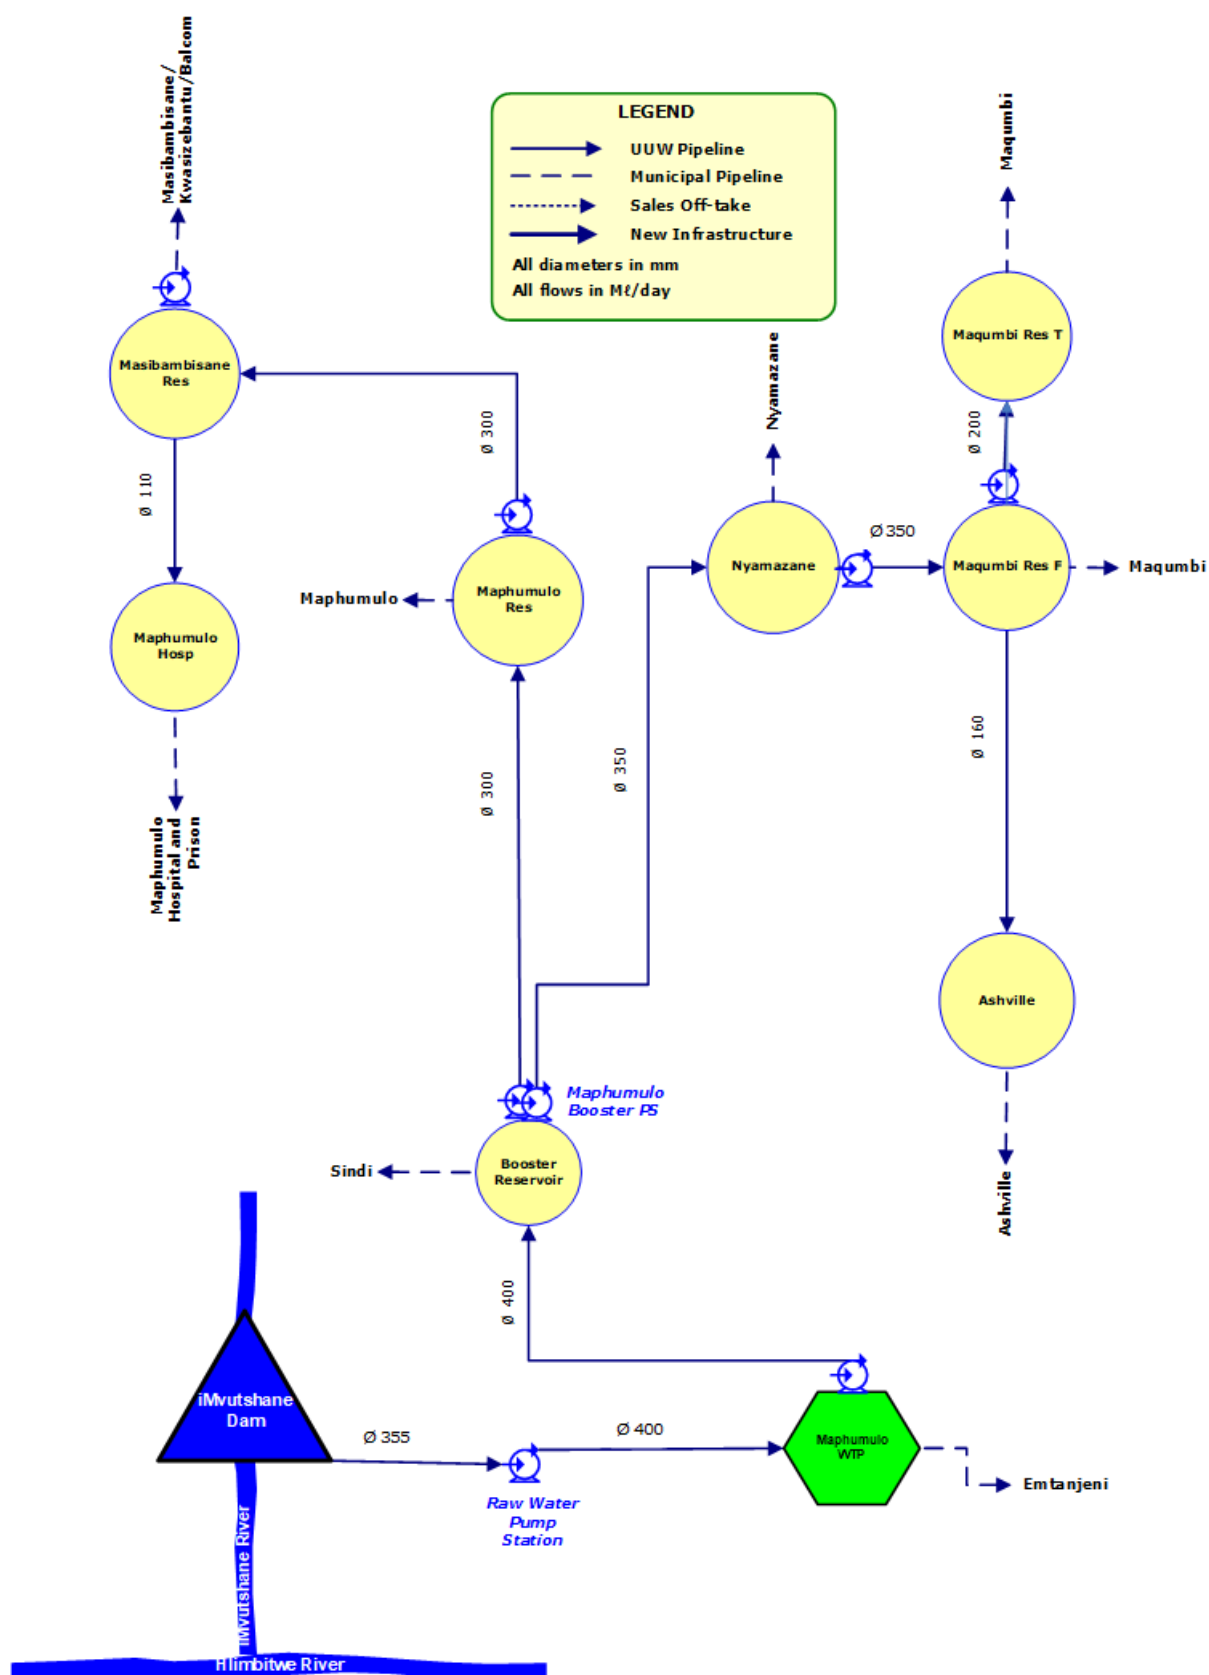 Masibambisane/
Kwasizebantu/Balcom
LEGEND
UUW Pipeline
Municipal Pipeline
Sales Off-take
New Infrastructure
All diameters in mm
All flows in Mℓ/day
Maqumbi
Maqumbi Res T
Ø 200
Masibambisane
Res
Ø 300
Nyamazane
Ø 110
Ø 350
Nyamazane
Maqumbi Res F
Maqumbi
Maphumulo
Maphumulo
Res
Maphumulo
Hosp
Ø 300
Ø 350
Ø 160
Maphumulo
Hospital and
Prison
Ashville
Maphumulo
Booster PS
Sindi
Booster
Reservoir
Ashville
Ø 400
iMvutshane
Dam
Ø 355
Ø 400
Maphumulo
WTP
Emtanjeni
Raw Water
Pump
Station
iMvutshane River
Hlimbitwe River